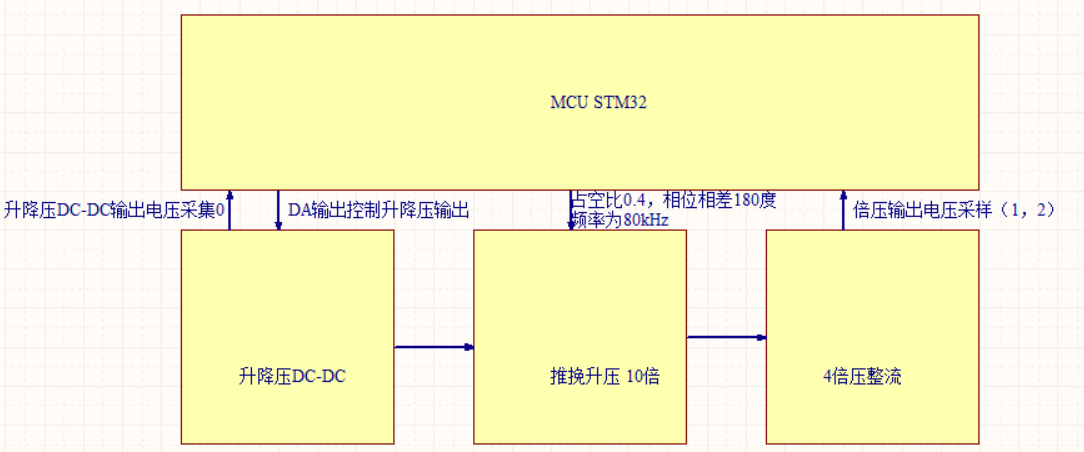 MCU STM32
升降压DC-DC输出电压采集0
DA输出控制升降压输出
占空比0.4，相位相差180度
频率为80kHz
倍压输出电压采样（1，2）
升降压DC-DC
推挽升压 10倍
4倍压整流